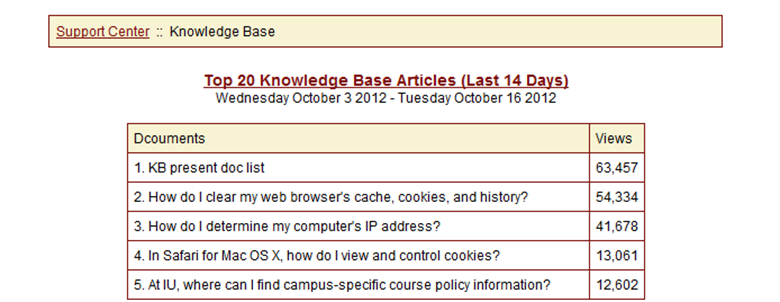 Support Center :: Knowledge Base
Top 20 Knowledge Base Articles (Last 14 Days)
Wednesday October 3 2012 - Tuesday October 16 2012
Dcouments Views
1. KB present doc list 63,457
2. How do I clear my web browser's cache, cookies, and history? 54,334
3. How do I determine my computer's IP address? 41,678
4. In Safari for Mac OS X, how do I view and control cookies? 13,061
5. At IU, where can I find campus-specific course policy information? 12,602